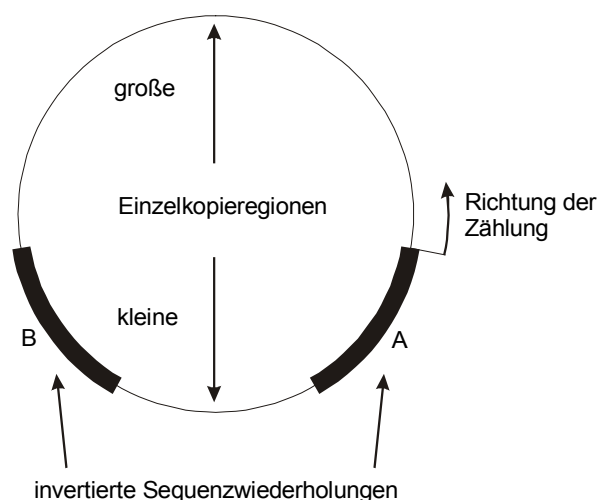 große
Einzelkopieregionen
Richtung der
Zählung
kleine
B
A
invertierte Sequenzwiederholungen